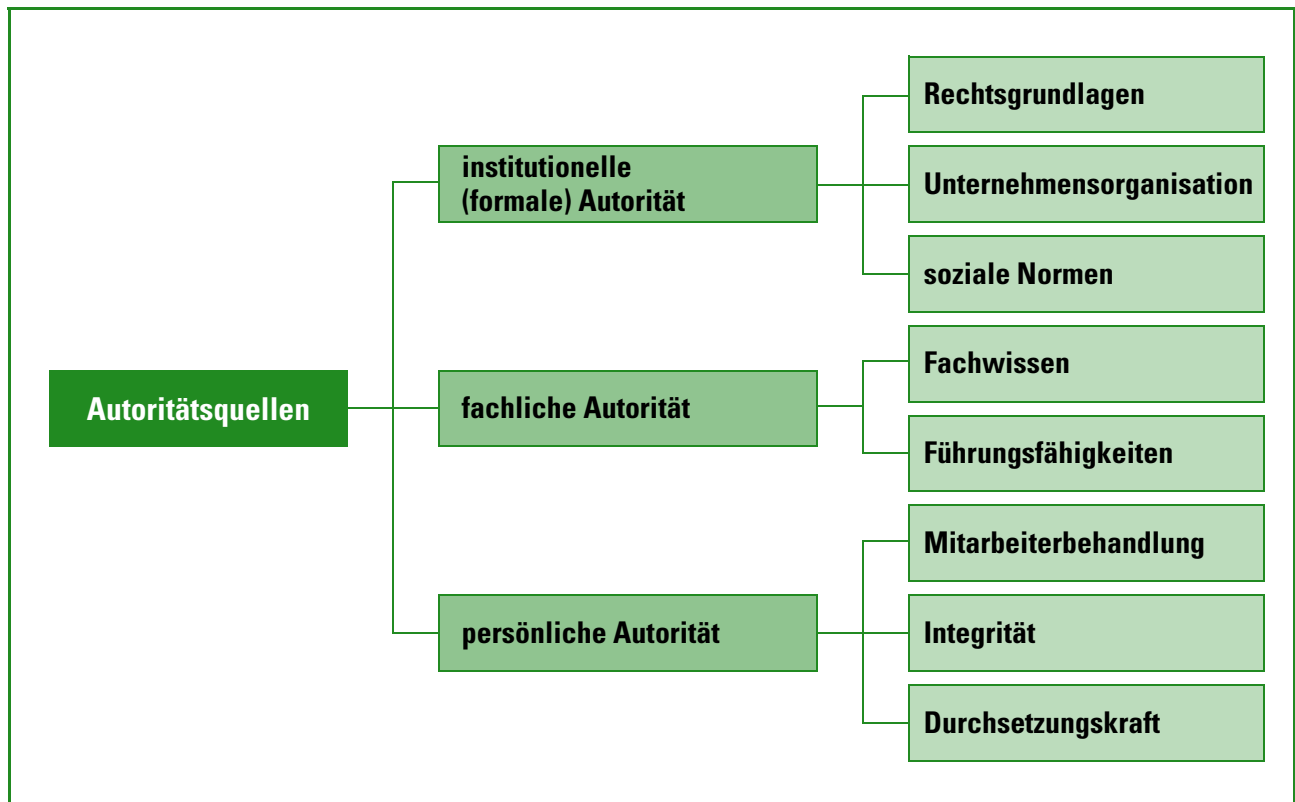 Autoritätsquellen
institutionelle
(formale) Autorität
Rechtsgrundlagen
Unternehmensorganisation
soziale Normen
fachliche Autorität
Fachwissen
Führungsfähigkeiten
persönliche Autorität
Mitarbeiterbehandlung
Integrität
Durchsetzungskraft